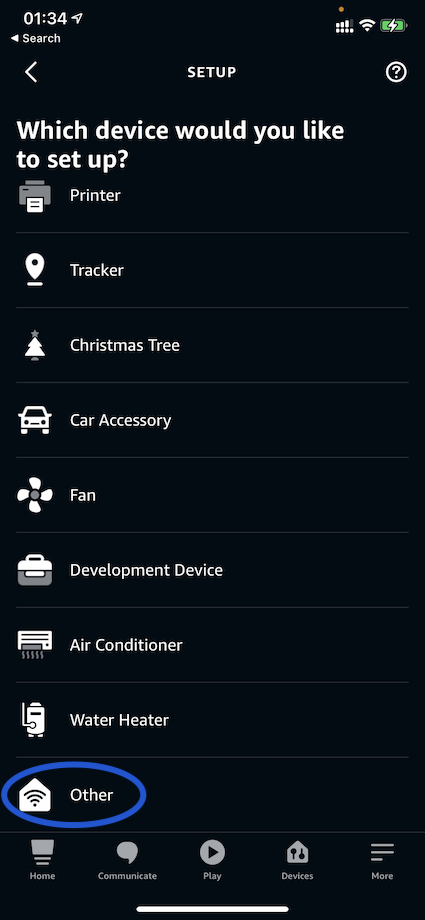 01:34
Search
SETUP
Which device would you like
to set up?
Printer
Tracker
Christmas Tree
Car Accessory
Fan
Development Device
Air Conditioner
Water Heater
Other
Home
Communicate
Play
Devices
More